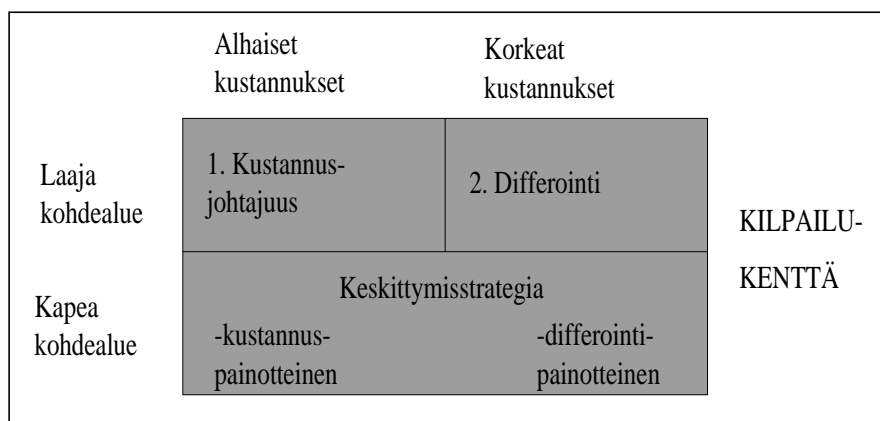 Alhaiset
kustannukset
Korkeat
kustannukset
Laaja
kohdealue
1. Kustannus-
johtajuus
2. Differointi
KILPAILU-
KENTTÄ
Kapea
kohdealue
Keskittymisstrategia
-kustannus-
painotteinen
-differointi-
painotteinen